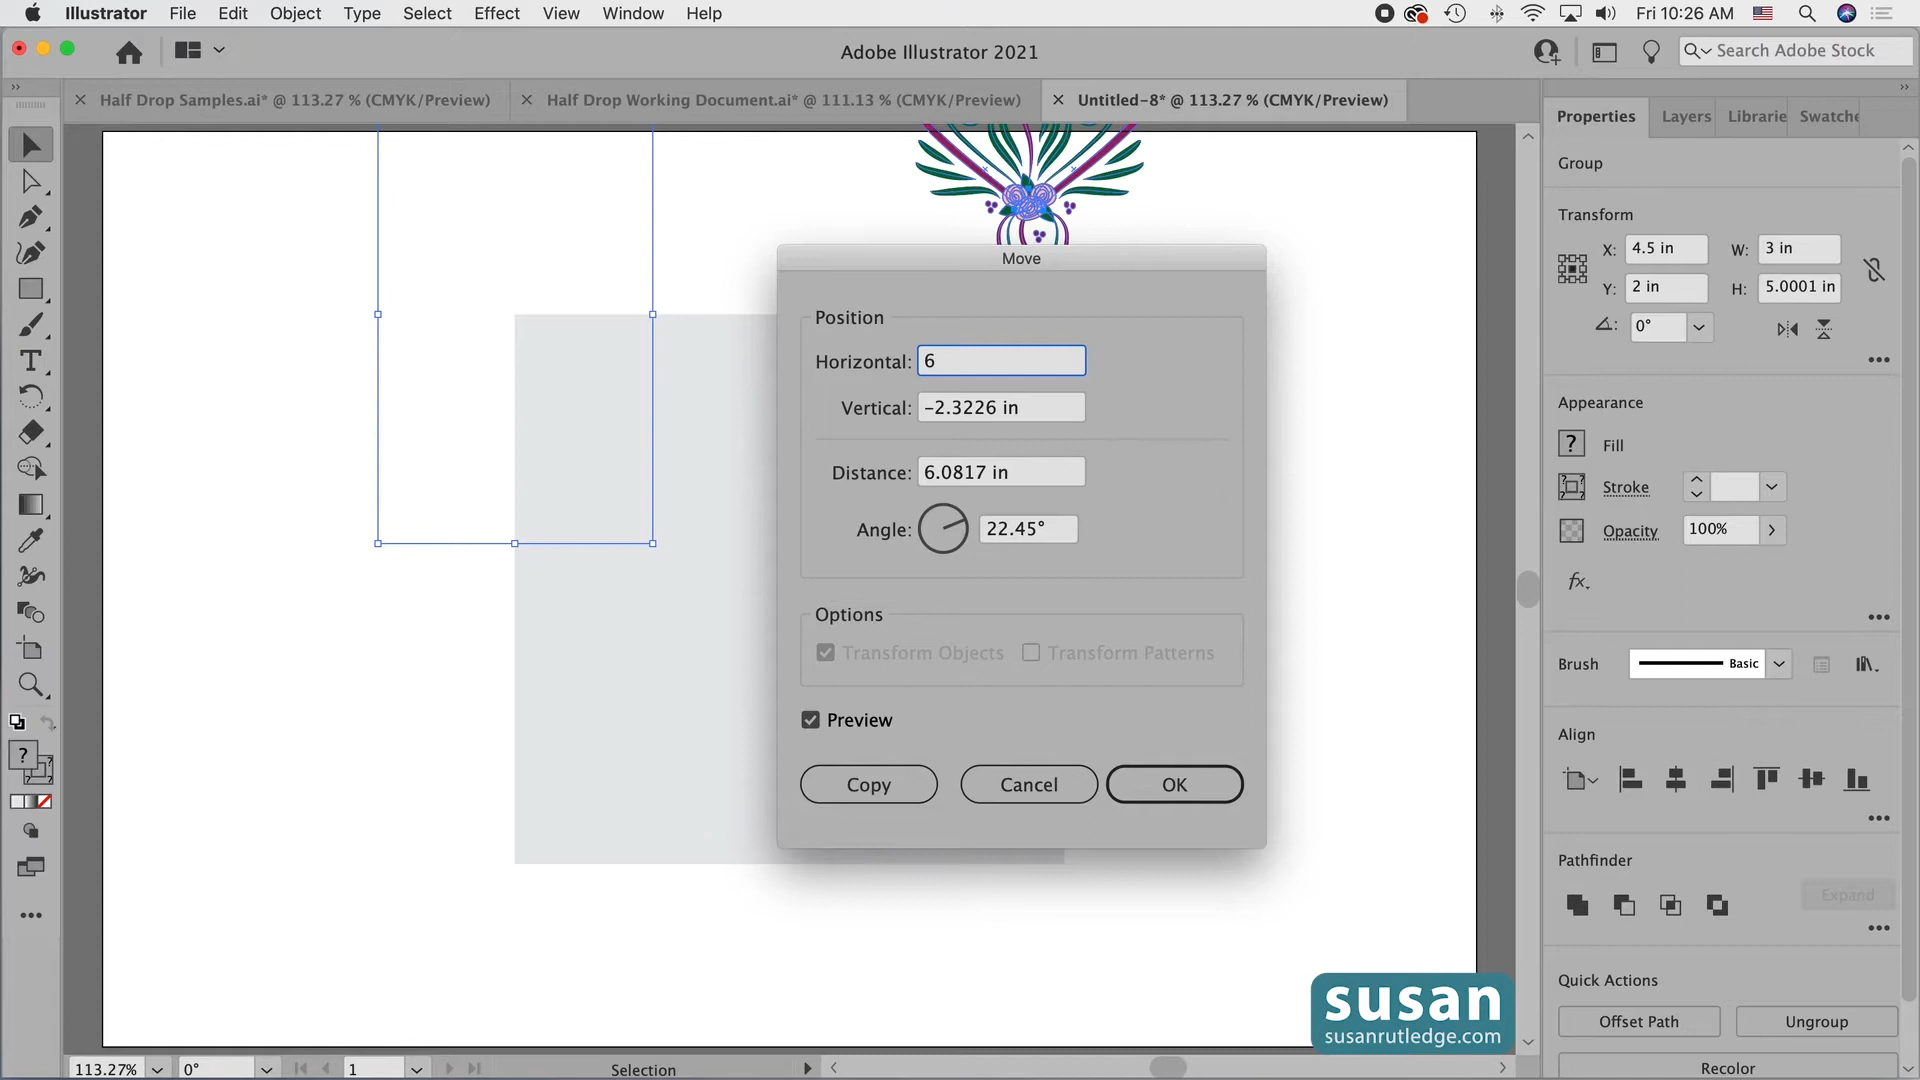 Illustrator File Edit Object Type Select Effect View Window Help Fri 10:26 AM
Adobe Illustrator 2021
Search Adobe Stock
Half Drop Samples.ai* @ 113.27 % (CMYK/Preview) Half Drop Working Document.ai* @ 111.13 % (CMYK/Preview) Untitled-8* @ 113.27 % (CMYK/Preview)
Properties Layers Librarie Swatche
Group
Transform
X: 4.5 in W: 3 in
Y: 2 in H: 5.0001 in
0°
Appearance
? Fill
Stroke
Opacity 100%
fx.
Brush Basic
Align
Pathfinder
Expand
Quick Actions
Offset Path Ungroup
Recolor
Move
Position
Horizontal: 6
Vertical: -2.3226 in
Distance: 6.0817 in
Angle: 22.45°
Options
Transform Objects Transform Patterns
Preview
Copy Cancel OK
T
?
susan
susanrutledge.com
113.27% 0° 1 Selection